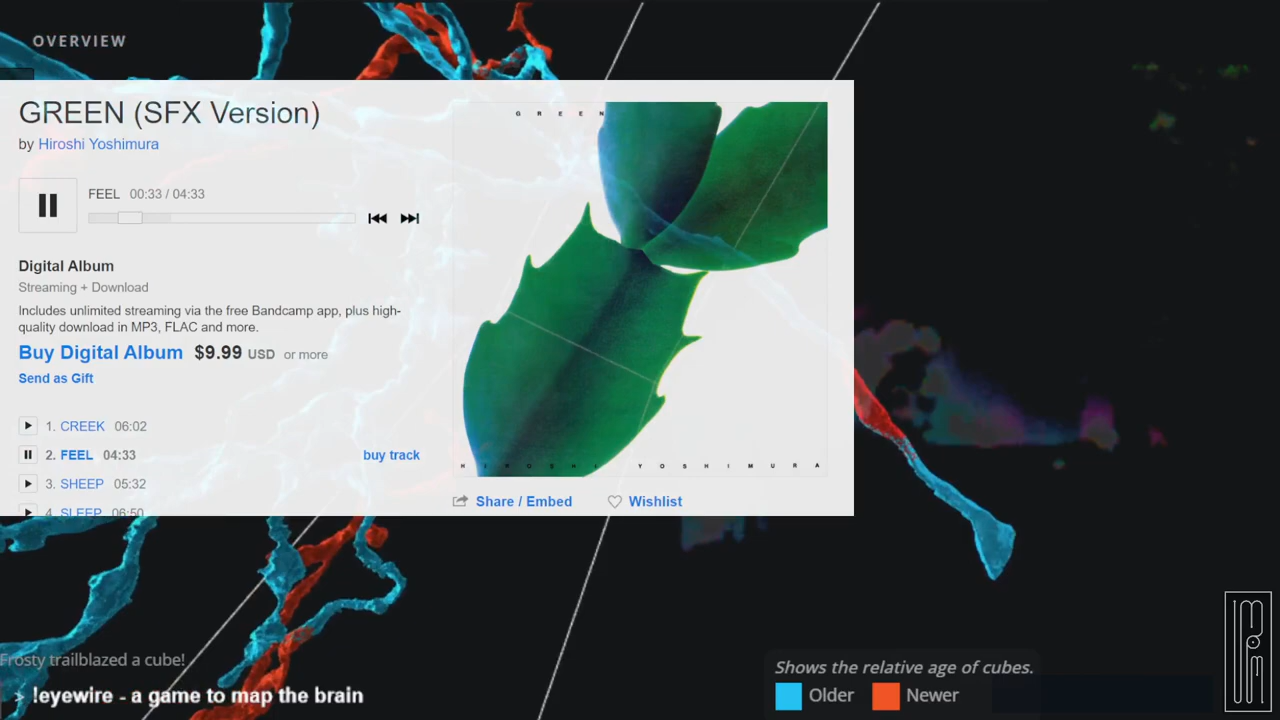 OVERVIEW
GREEN (SFX Version)
by Hiroshi Yoshimura
FEEL 00:33 / 04:33
Digital Album
Streaming + Download
Includes unlimited streaming via the free Bandcamp app, plus high-
quality download in MP3, FLAC and more.
Buy Digital Album $9.99 USD or more
Send as Gift
1. CREEK 06:02
2. FEEL 04:33 buy track
3. SHEEP 05:32
4. SLEEP 06:50
GREEN
HIROSHI YOSHIMURA
Share / Embed Wishlist
Frosty trailblazed a cube!
> !eyewire - a game to map the brain
Shows the relative age of cubes.
Older Newer